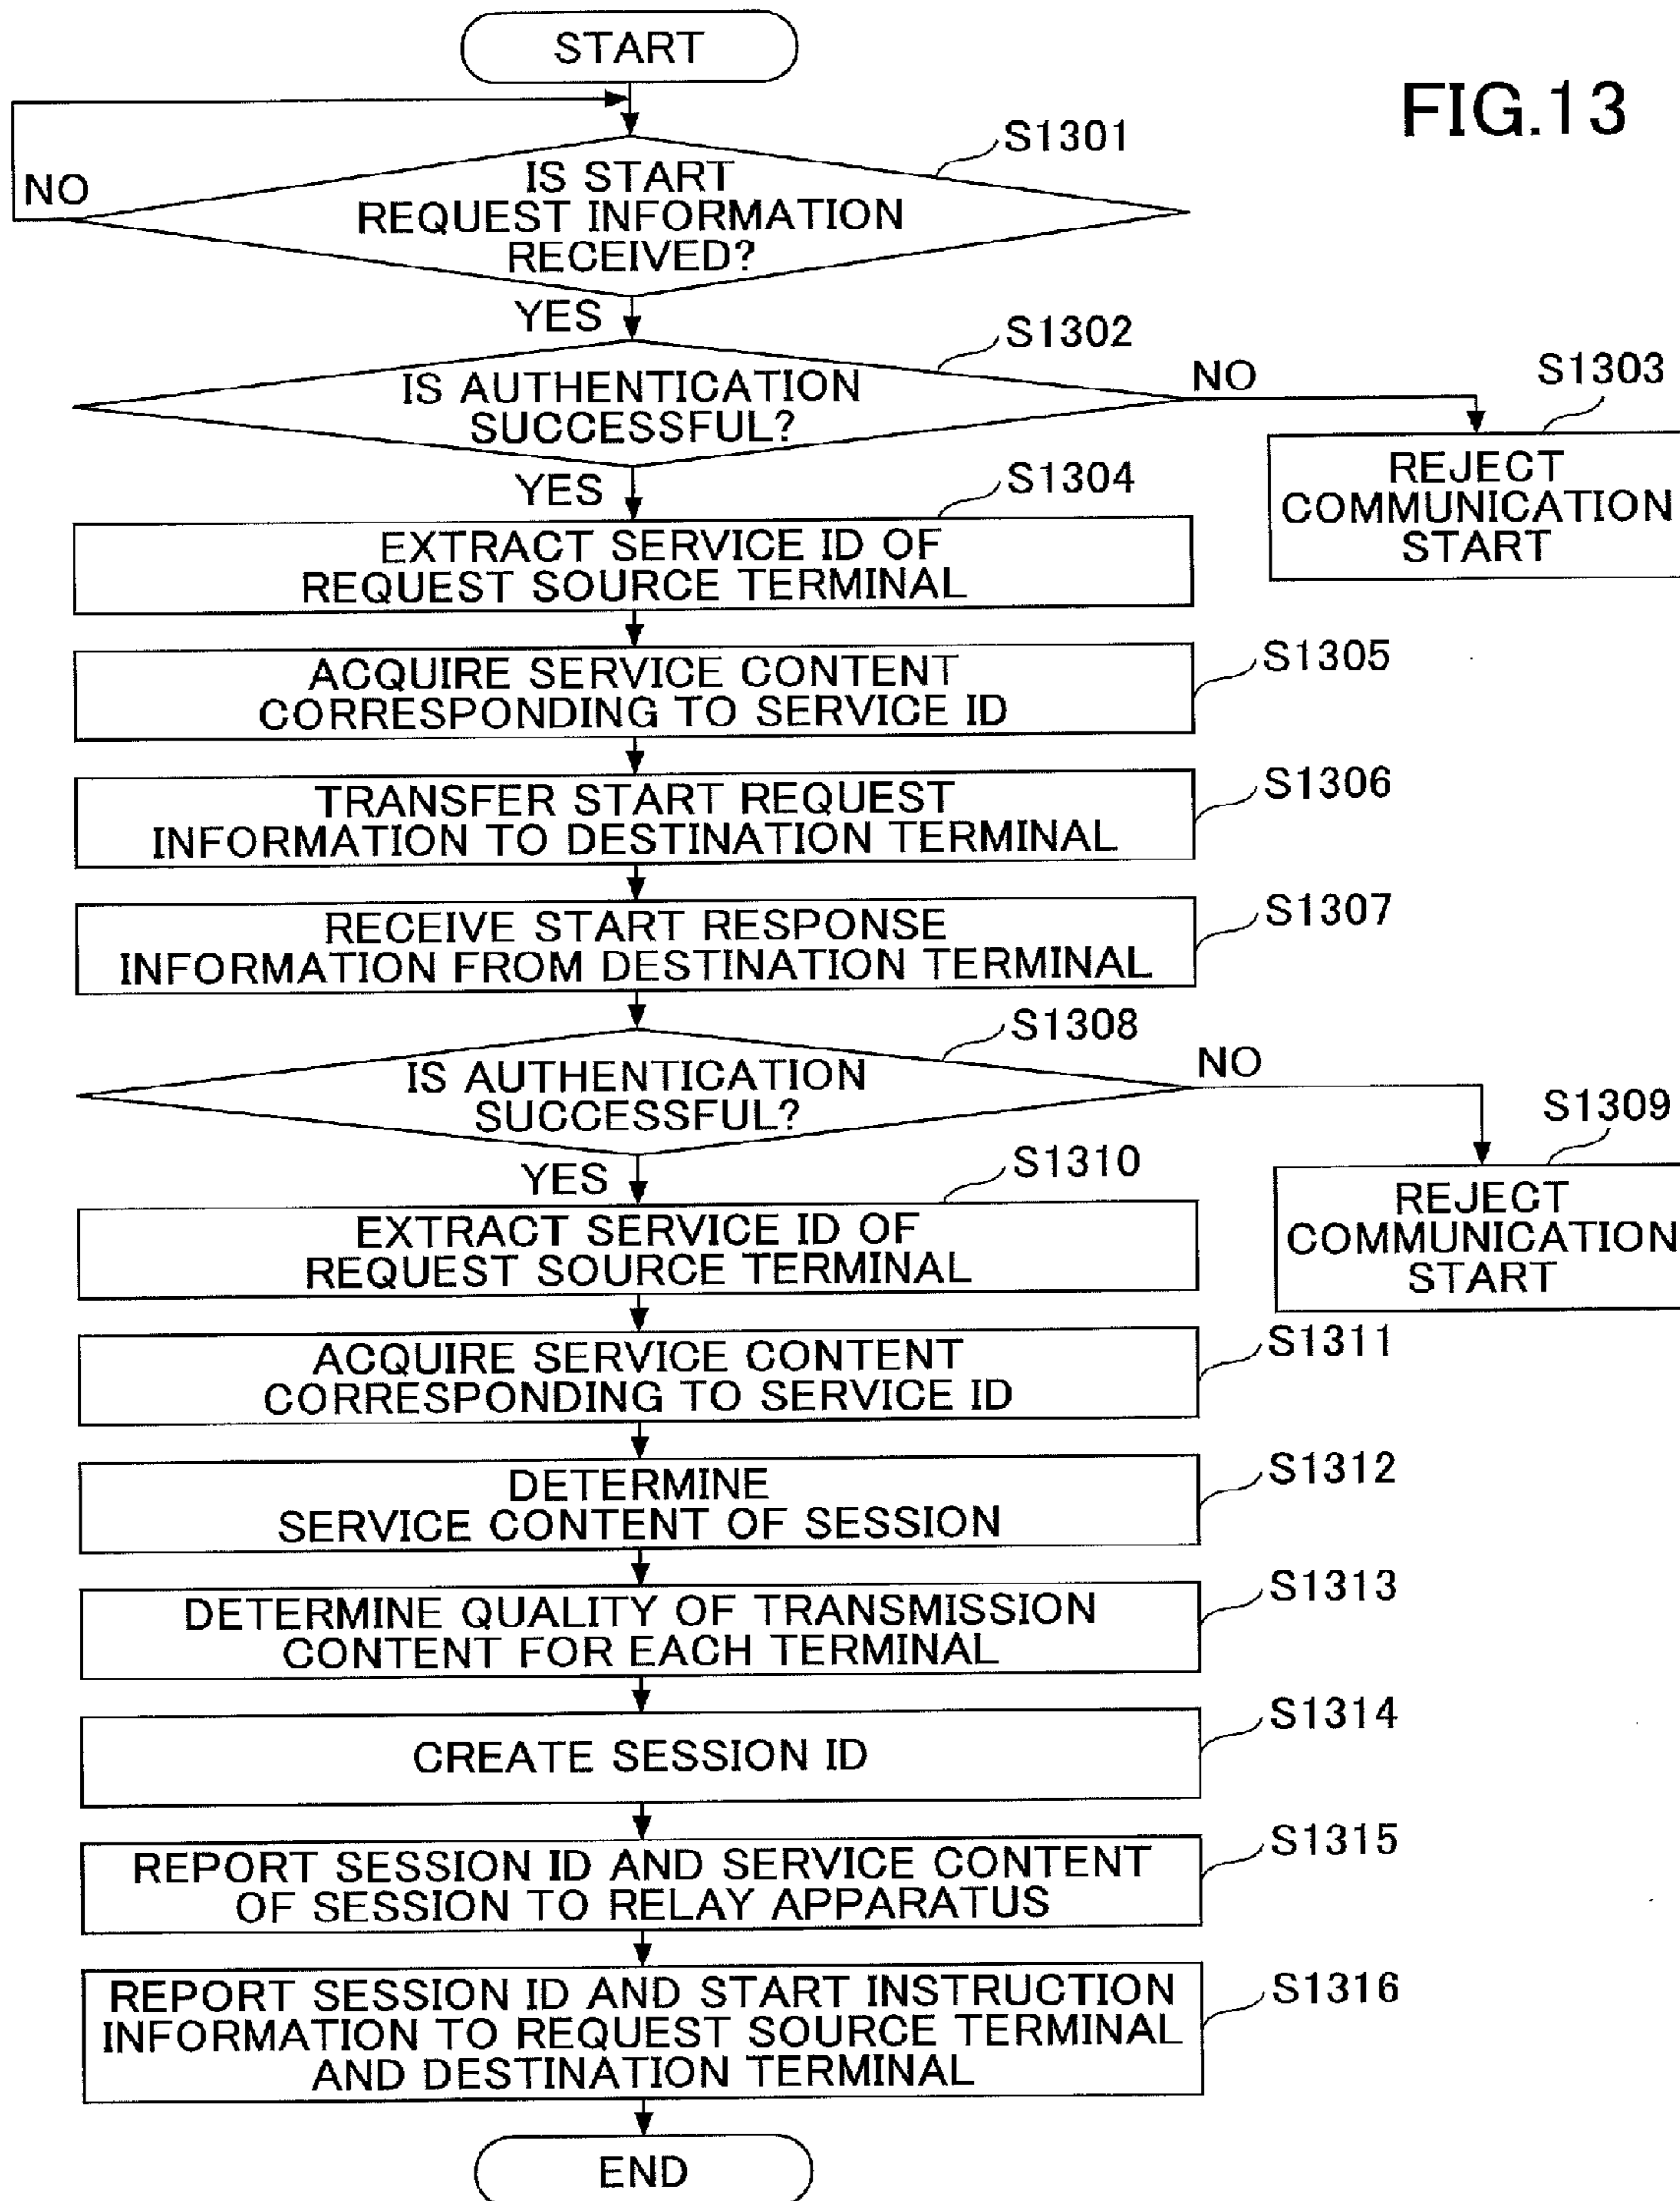 START
FIG.13
S1301
IS START
REQUEST INFORMATION
RECEIVED?
NO
YES
S1302
IS AUTHENTICATION
SUCCESSFUL?
NO
S1303
REJECT
COMMUNICATION
START
YES
S1304
EXTRACT SERVICE ID OF
REQUEST SOURCE TERMINAL
S1305
ACQUIRE SERVICE CONTENT
CORRESPONDING TO SERVICE ID
S1306
TRANSFER START REQUEST
INFORMATION TO DESTINATION TERMINAL
S1307
RECEIVE START RESPONSE
INFORMATION FROM DESTINATION TERMINAL
S1308
IS AUTHENTICATION
SUCCESSFUL?
NO
S1309
REJECT
COMMUNICATION
START
YES
S1310
EXTRACT SERVICE ID OF
REQUEST SOURCE TERMINAL
S1311
ACQUIRE SERVICE CONTENT
CORRESPONDING TO SERVICE ID
S1312
DETERMINE
SERVICE CONTENT OF SESSION
S1313
DETERMINE QUALITY OF TRANSMISSION
CONTENT FOR EACH TERMINAL
S1314
CREATE SESSION ID
S1315
REPORT SESSION ID AND SERVICE CONTENT
OF SESSION TO RELAY APPARATUS
S1316
REPORT SESSION ID AND START INSTRUCTION
INFORMATION TO REQUEST SOURCE TERMINAL
AND DESTINATION TERMINAL
END